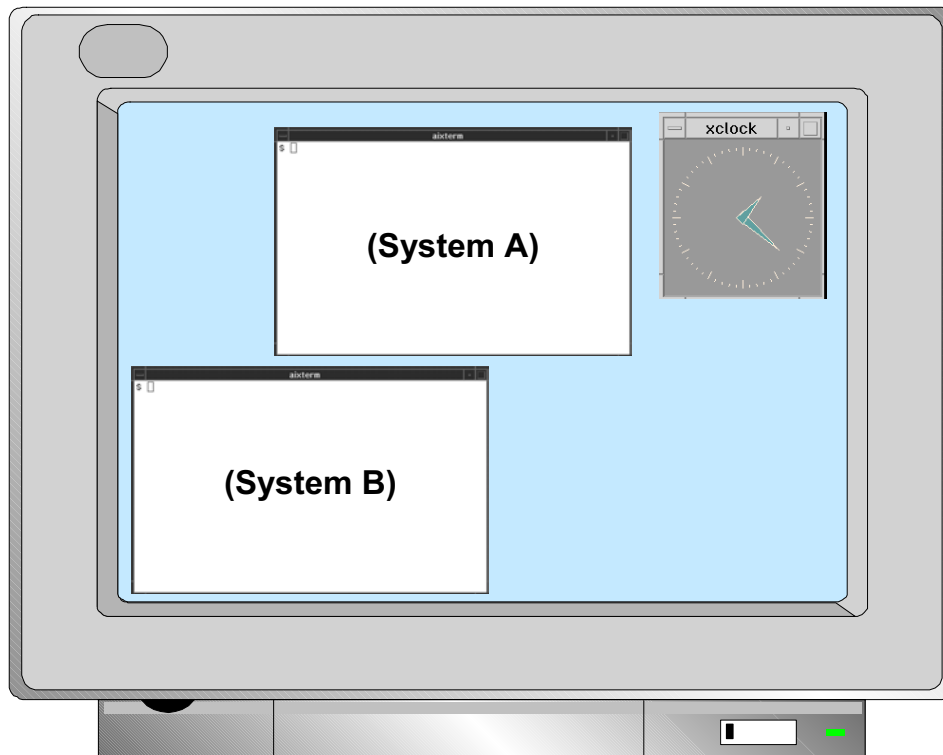 aixterm
$
(System A)
xclock
aixterm
$
(System B)